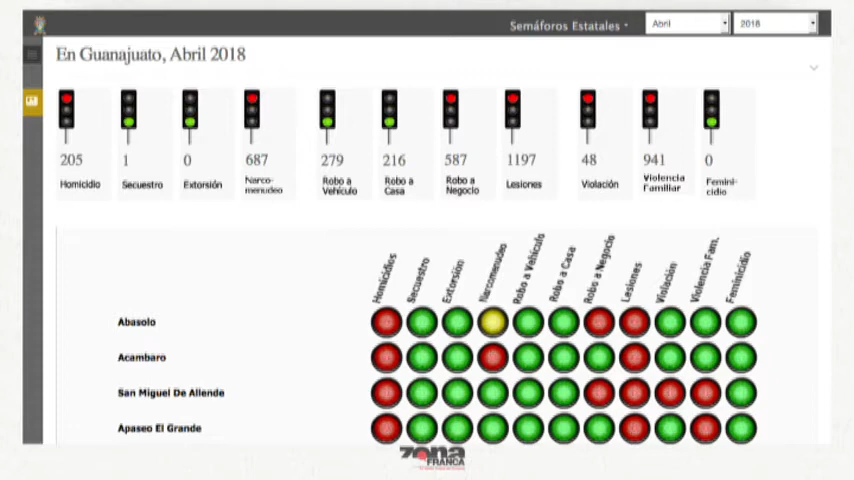 Semáforos Estatales
Abril
2018
En Guanajuato, Abril 2018
205 1 0 687 279 216 587 1197 48 941 0
Homicidio Secuestro Extorsión Narco-menudeo Robo a Vehículo Robo a Casa Robo a Negocio Lesiones Violación Violencia Familiar Femini-cidio
Homicidios Secuestro Extorsión Narcomenudeo Robo a Vehículo Robo a Casa Robo a Negocio Lesiones Violación Violencia Fam. Feminicidio
Abasolo
Acambaro
San Miguel De Allende
Apaseo El Grande
zona
FRANCA